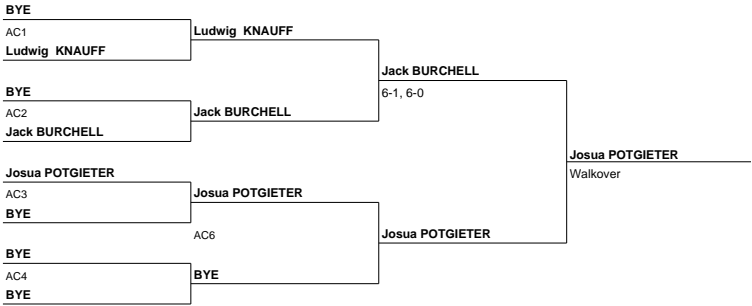 BYE
AC1
Ludwig KNAUFF
Ludwig KNAUFF
Jack BURCHELL
6-1, 6-0
BYE
AC2
Jack BURCHELL
Jack BURCHELL
Josua POTGIETER
Walkover
Josua POTGIETER
AC3
BYE
Josua POTGIETER
AC6
Josua POTGIETER
BYE
AC4
BYE
BYE